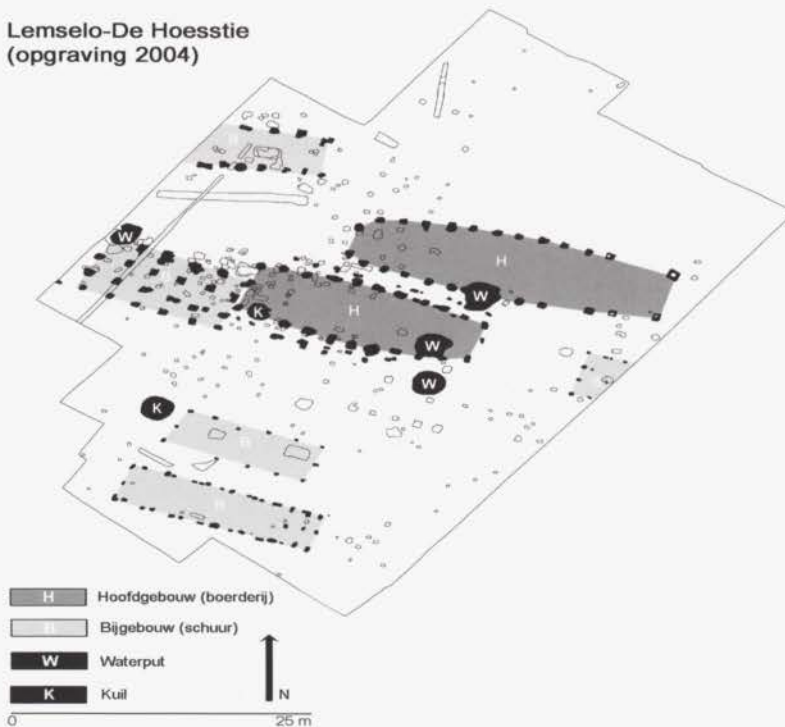 Lemselo-De Hoesstie
(opgraving 2004)
B
W
H
B
W
H
K
W
W
K
B
B
H Hoofdgebouw (boerderij)
B Bijgebouw (schuur)
W Waterput
K Kuil
N
0 25 m